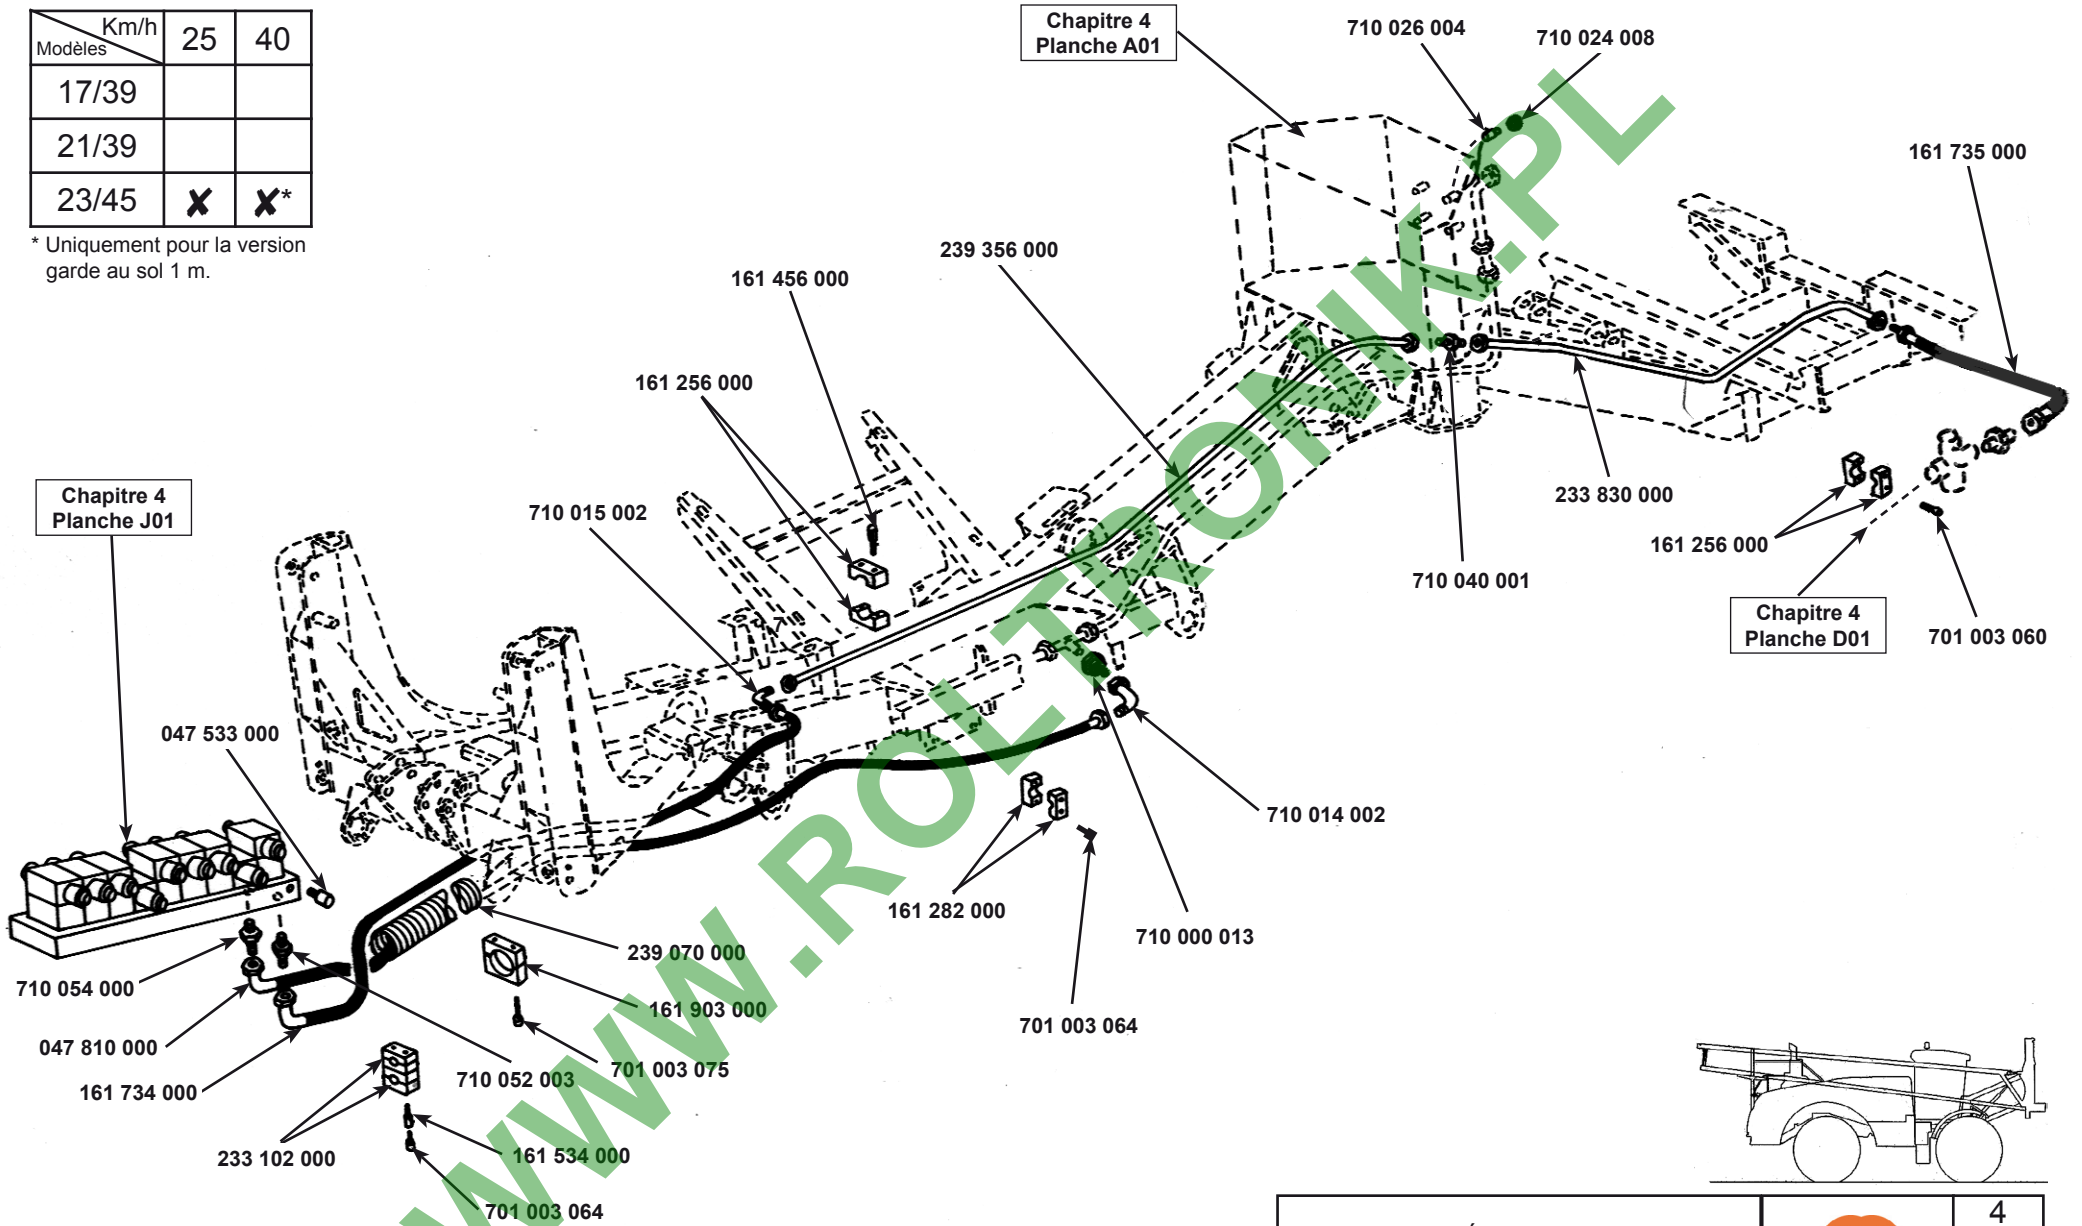 Km/h
Modèles
25
40
17/39
21/39
23/45
✘
✘*
* Uniquement pour la version
garde au sol 1 m.
Chapitre 4
Planche A01
710 026 004
710 024 008
161 735 000
239 356 000
161 456 000
161 256 000
710 015 002
Chapitre 4
Planche J01
047 533 000
233 830 000
161 256 000
710 040 001
Chapitre 4
Planche D01
701 003 060
710 014 002
161 282 000
710 000 013
701 003 064
239 070 000
161 903 000
701 003 075
710 054 000
047 810 000
161 734 000
710 052 003
233 102 000
161 534 000
701 003 064
4
WWW.ROLTRONIK.PL